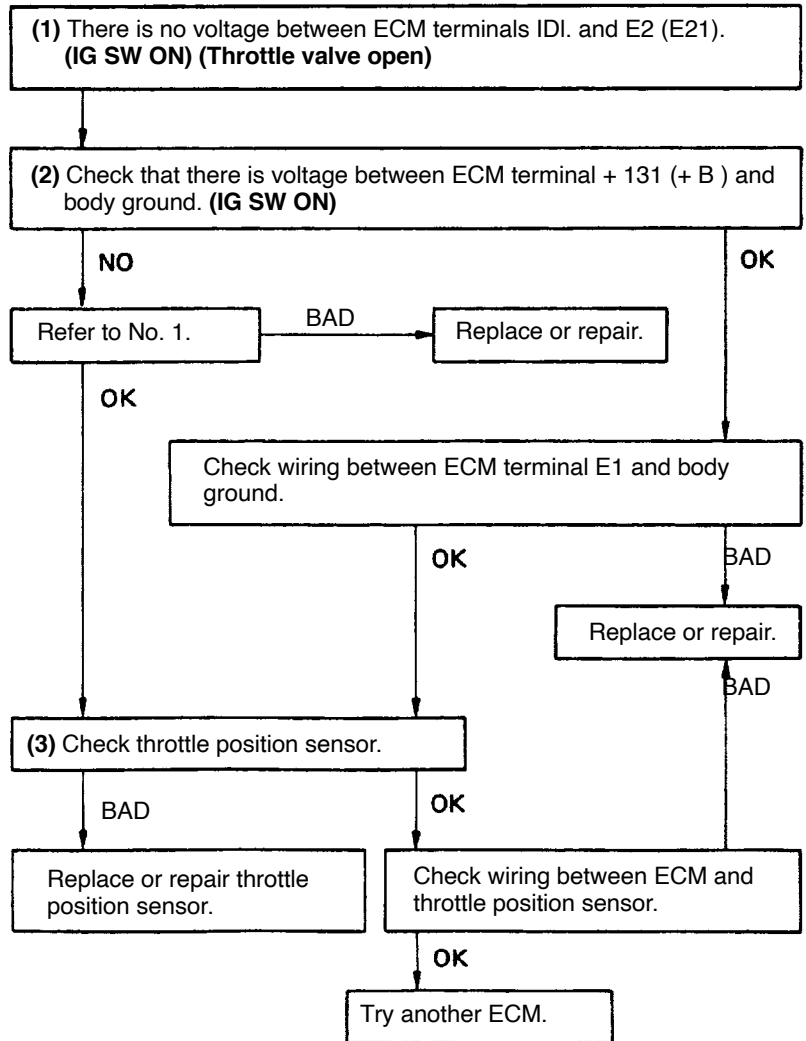 (1) There is no voltage between ECM terminals IDI. and E2 (E21).
(IG SW ON) (Throttle valve open)
(2) Check that there is voltage between ECM terminal + 131 (+ B ) and
body ground. (IG SW ON)
NO
OK
Refer to No. 1.
BAD
Replace or repair.
OK
Check wiring between ECM terminal E1 and body
ground.
OK
BAD
Replace or repair.
BAD
(3) Check throttle position sensor.
BAD
OK
Replace or repair throttle
position sensor.
Check wiring between ECM and
throttle position sensor.
OK
Try another ECM.